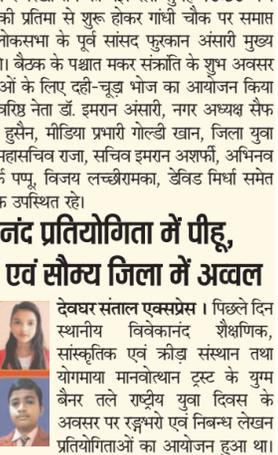 की प्रतिमा से शुरू होकर गांधी चौक पर समाप्त
लोकसभा के पूर्व सांसद फुरकान अंसारी मुख्य
। बैठक के पश्चात मकर संक्रांति के शुभ अवसर
ओं के लिए दही-चूड़ा भोज का आयोजन किया
वरिष्ठ नेता डॉ. इमरान अंसारी, नगर अध्यक्ष सैफ
हुसैन, मीडिया प्रभारी गोल्डी खान, जिला युवा
महासचिव राजा, सचिव इमरान अशर्फी, अभिनव
पप्पू, विजय लच्छीरामका, डेविड मिर्धा समेत
उपस्थित रहे।
नंद प्रतियोगिता में पीहू,
एवं सौम्य जिला में अव्वल
देवघर संताल एक्सप्रेस । पिछले दिन
स्थानीय विवेकानंद शैक्षणिक,
सांस्कृतिक एवं क्रीड़ा संस्थान तथा
योगमाया मानवोत्थान ट्रस्ट के युग्म
बैनर तले राष्ट्रीय युवा दिवस के
अवसर पर रङ्गभरो एवं निबन्ध लेखन
प्रतियोगिताओं का आयोजन हुआ था।